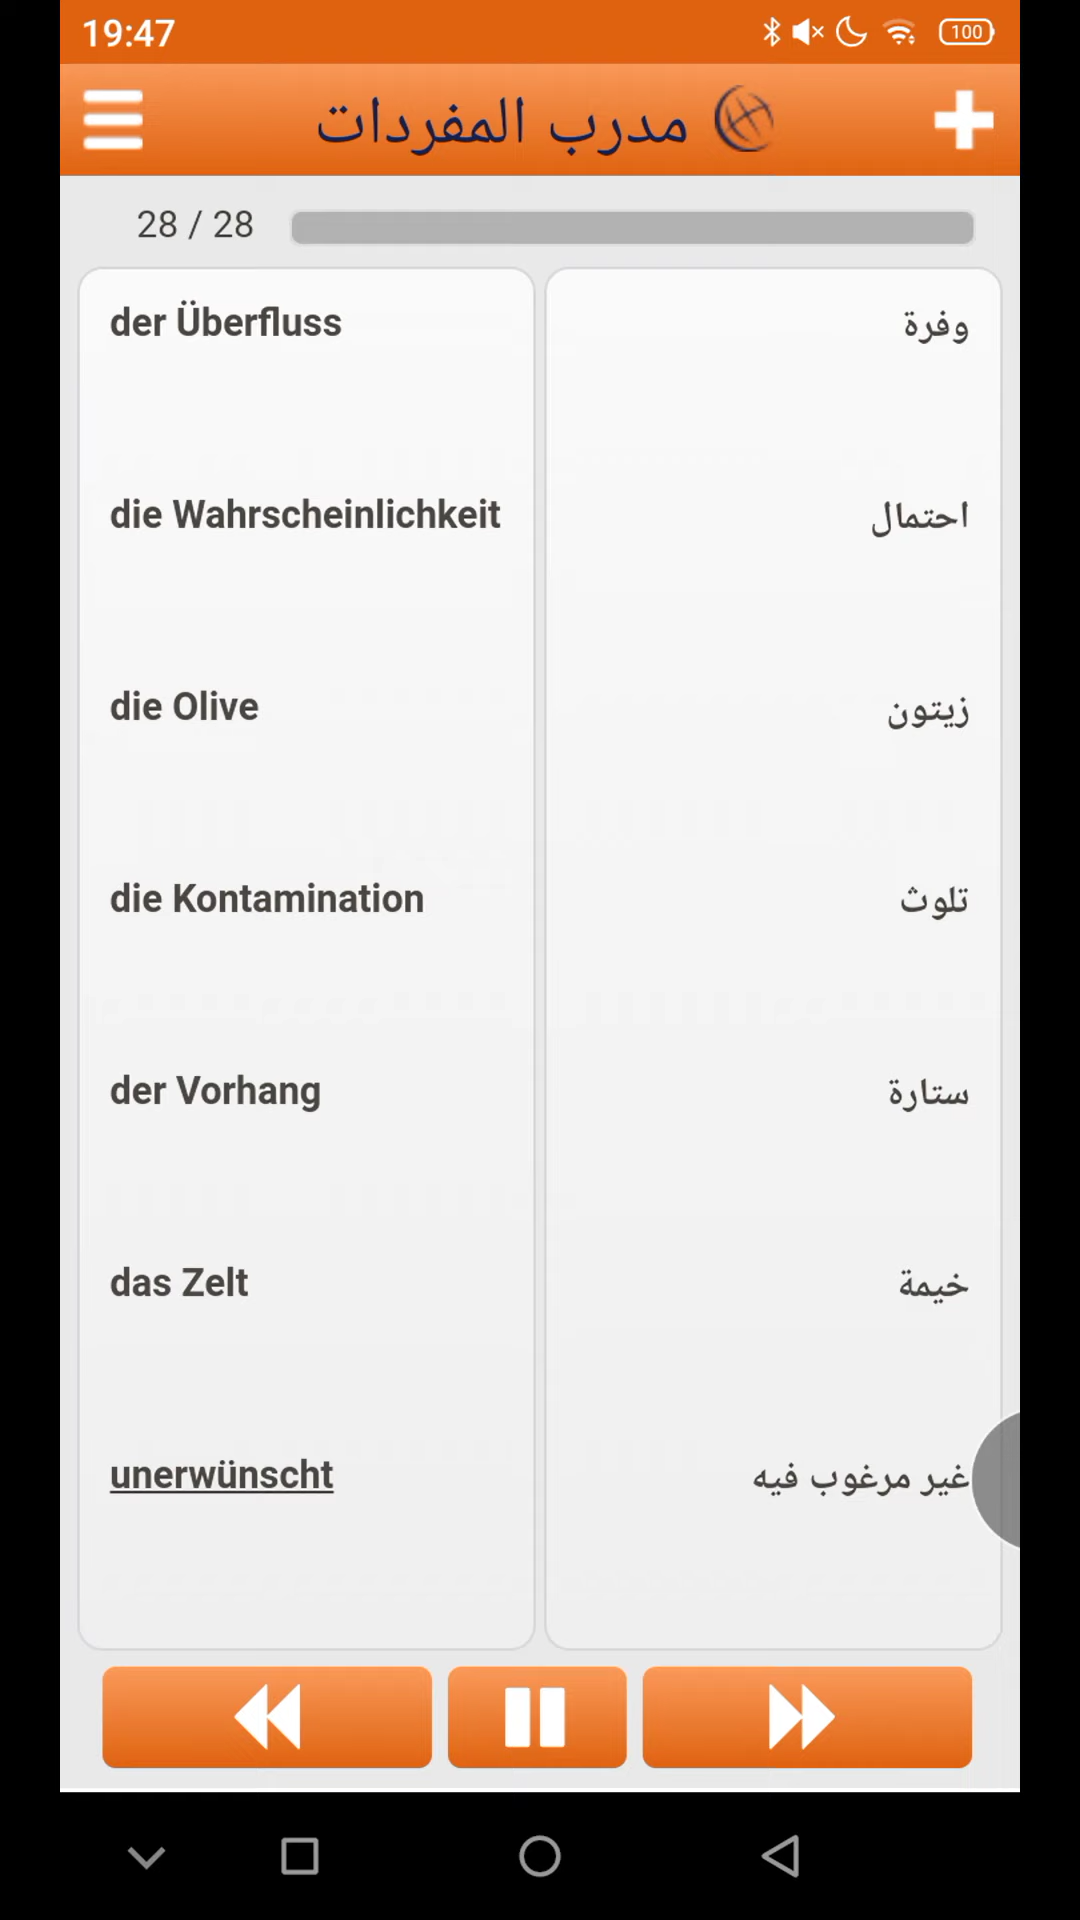 19:47
100
مدرب المفردات
28 / 28
der Überfluss
وفرة
die Wahrscheinlichkeit
احتمال
die Olive
زيتون
die Kontamination
تلوث
der Vorhang
ستارة
das Zelt
خيمة
unerwünscht
غير مرغوب فيه